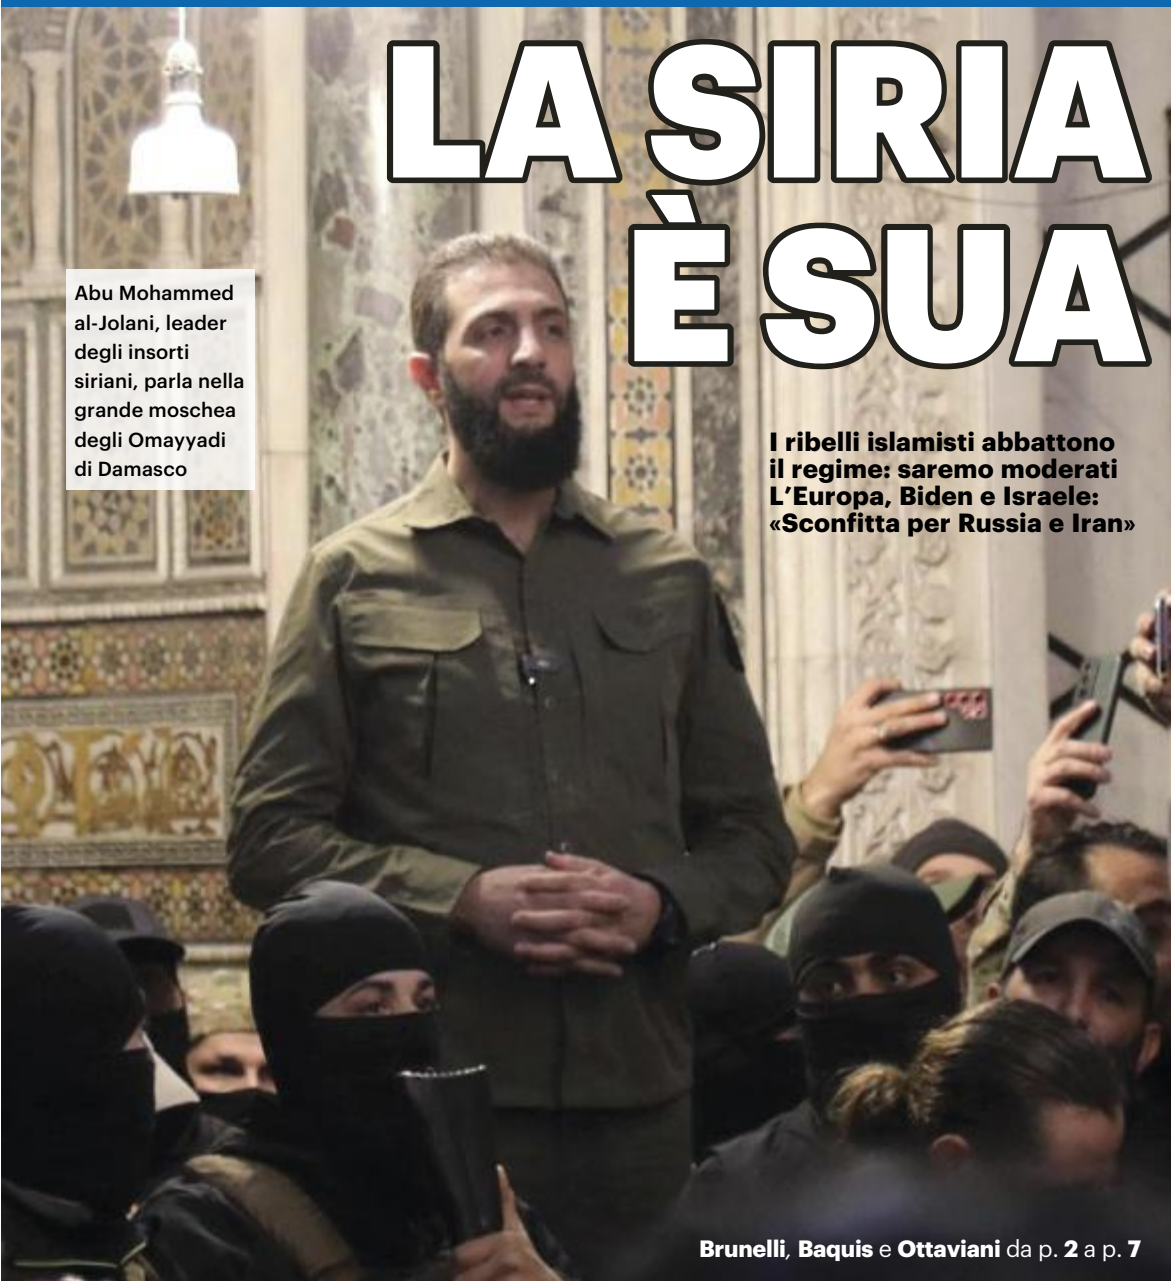 LA SIRIA
È SUA
Abu Mohammed
al-Jolani, leader
degli insorti
siriani, parla nella
grande moschea
degli Omayyadi
di Damasco
I ribelli islamisti abbattono
il regime: saremo moderati
L’Europa, Biden e Israele:
«Sconfitta per Russia e Iran»
Brunelli, Baquis e Ottaviani da p. 2 a p. 7